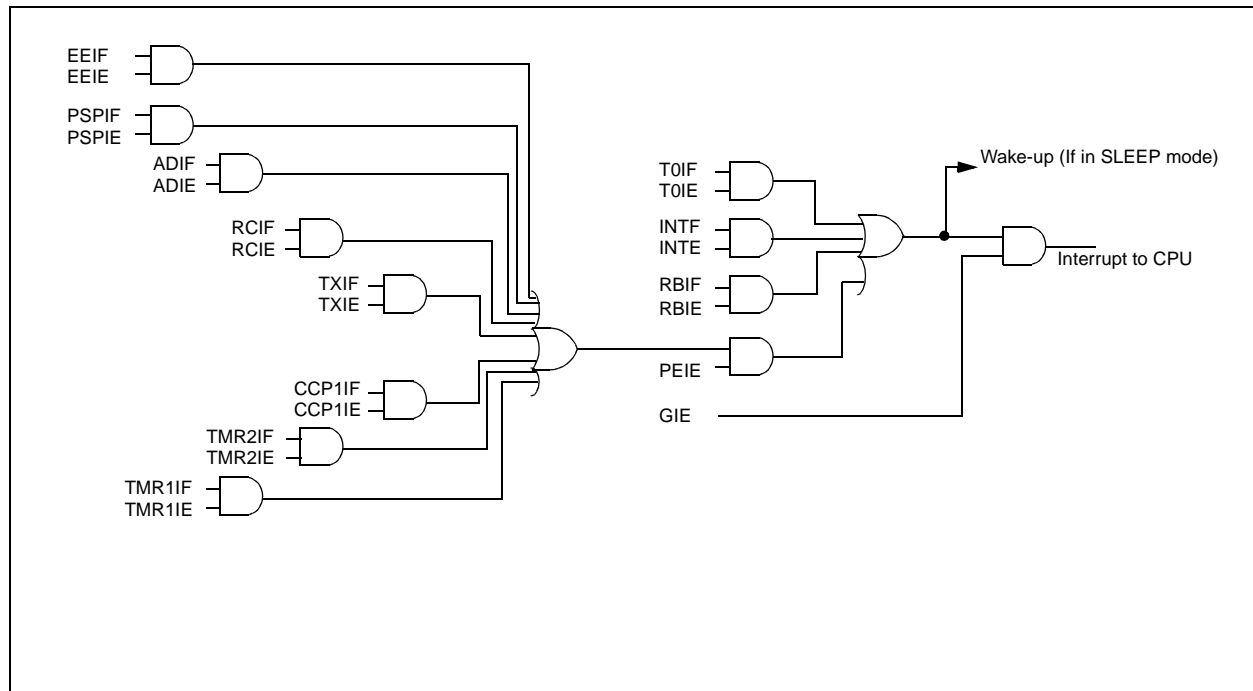 EEIF
EEIE
PSPIF
PSPIE
ADIF
ADIE
RCIF
RCIE
TXIF
TXIE
CCP1IF
CCP1IE
TMR2IF
TMR2IE
TMR1IF
TMR1IE
T0IF
T0IE
INTF
INTE
RBIF
RBIE
PEIE
GIE
Wake-up (If in SLEEP mode)
Interrupt to CPU